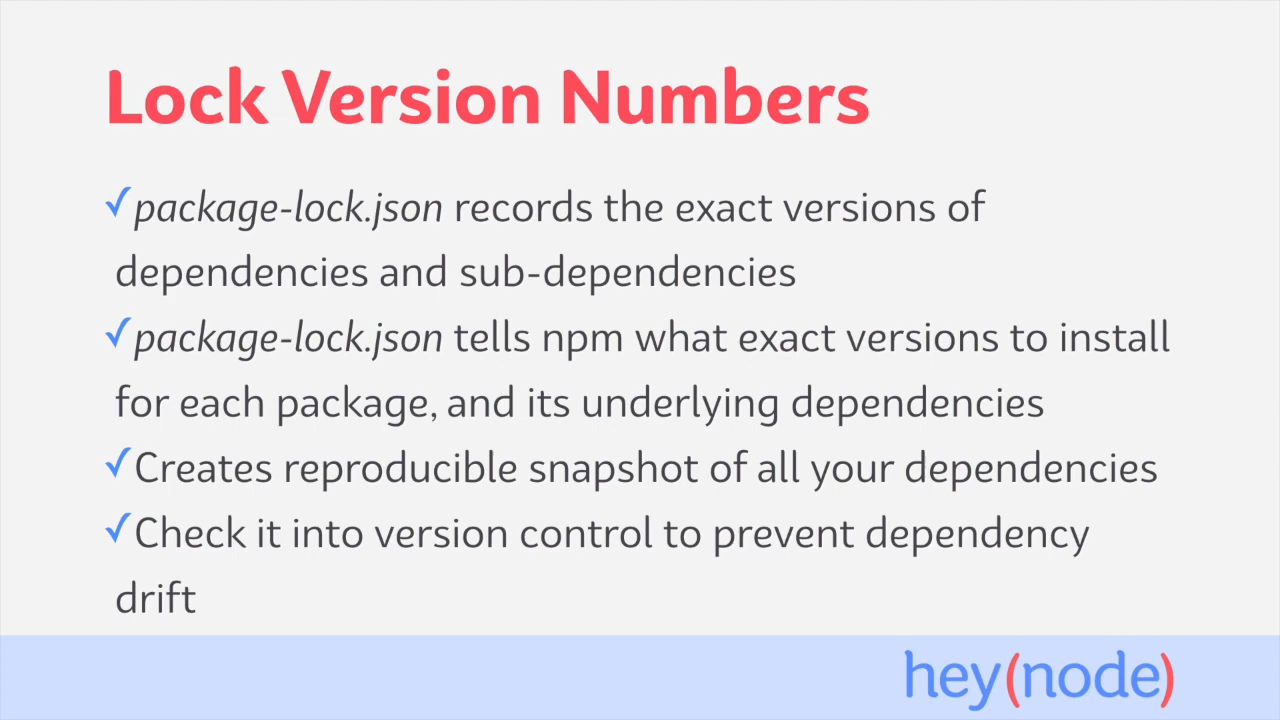 Lock Version Numbers
✓package-lock.json records the exact versions of
dependencies and sub-dependencies
✓package-lock.json tells npm what exact versions to install
for each package, and its underlying dependencies
✓Creates reproducible snapshot of all your dependencies
✓Check it into version control to prevent dependency
drift
hey(node)